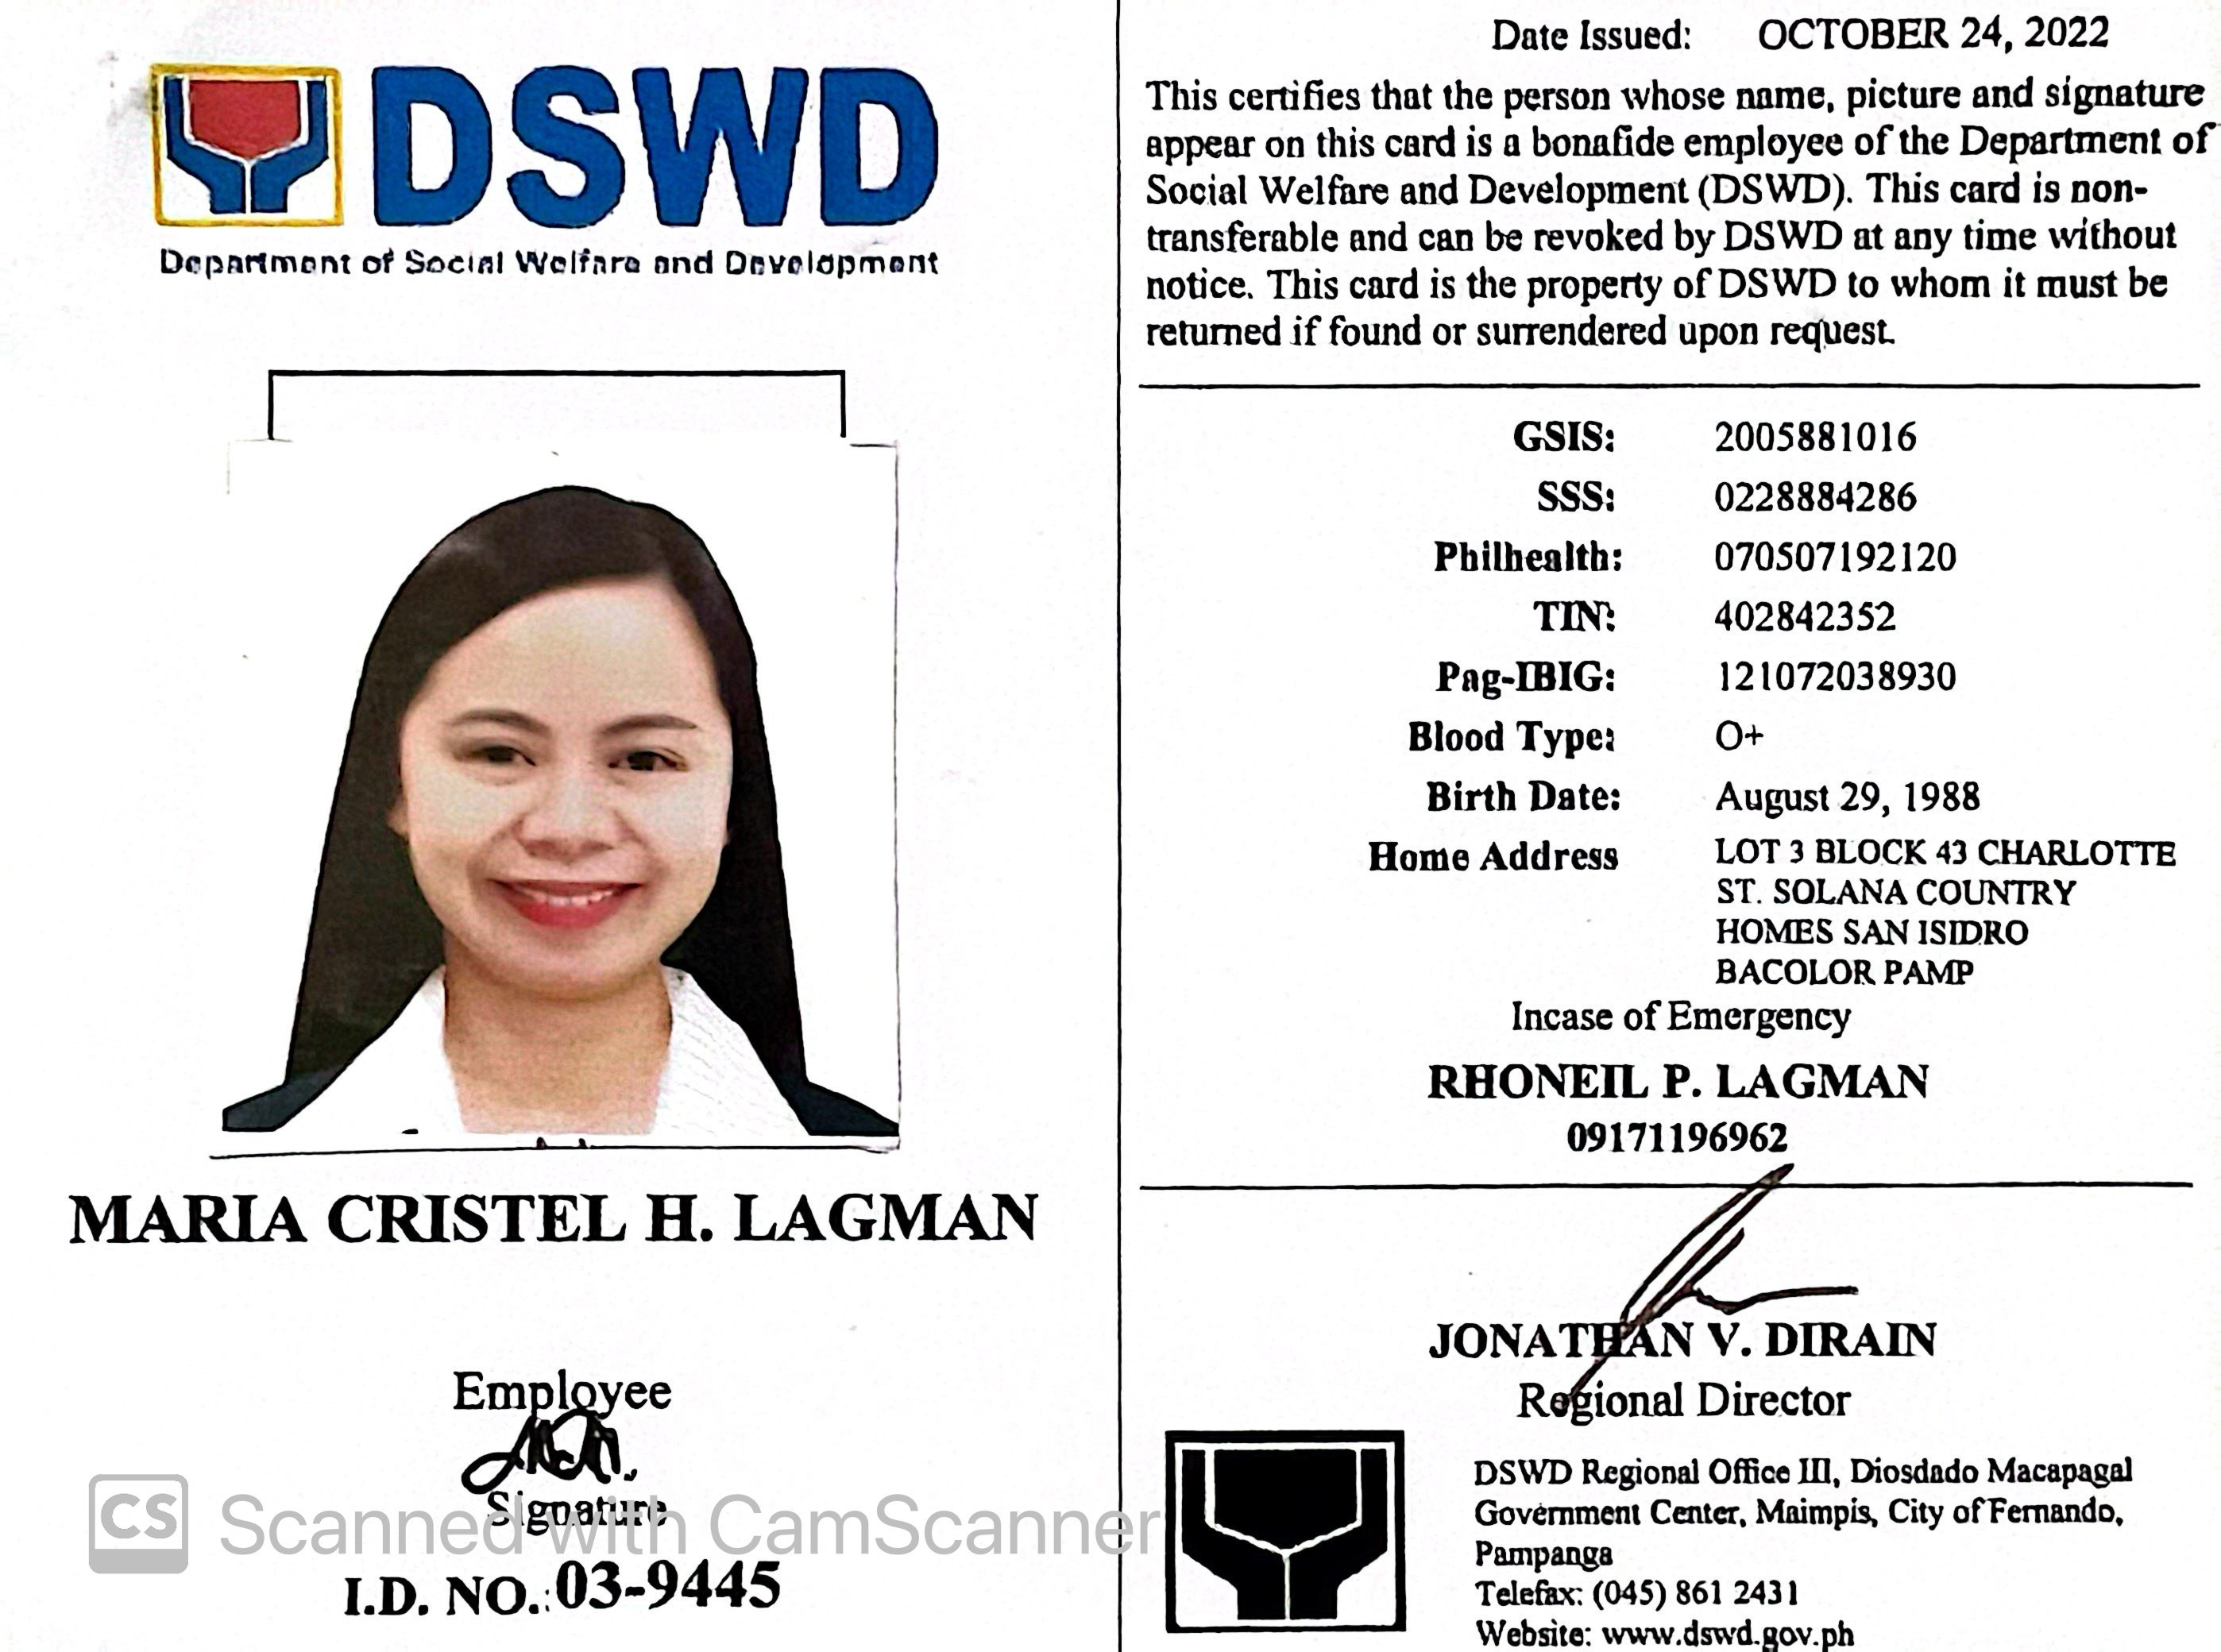 DSWD
Department of Social Welfare and Development
MARIA CRISTEL H. LAGMAN
Employee
Signature
I.D. NO.: 03-9445
Date Issued: OCTOBER 24, 2022
This certifies that the person whose name, picture and signature
appear on this card is a bonafide employee of the Department of
Social Welfare and Development (DSWD). This card is non-
transferable and can be revoked by DSWD at any time without
notice. This card is the property of DSWD to whom it must be
returned if found or surrendered upon request.
GSIS: 2005881016
SSS: 0228884286
Philhealth: 070507192120
TIN: 402842352
Pag-IBIG: 121072038930
Blood Type: O+
Birth Date: August 29, 1988
Home Address LOT 3 BLOCK 43 CHARLOTTE
ST. SOLANA COUNTRY
HOMES SAN ISIDRO
BACOLOR PAMP
Incase of Emergency
RHONEIL P. LAGMAN
09171196962
JONATHAN V. DIRAIN
Regional Director
DSWD Regional Office III, Diosdado Macapagal
Government Center, Maimpis, City of Fernando,
Pampanga
Telefax: (045) 861 2431
Website: www.dswd.gov.ph
CS Scanned with CamScanner